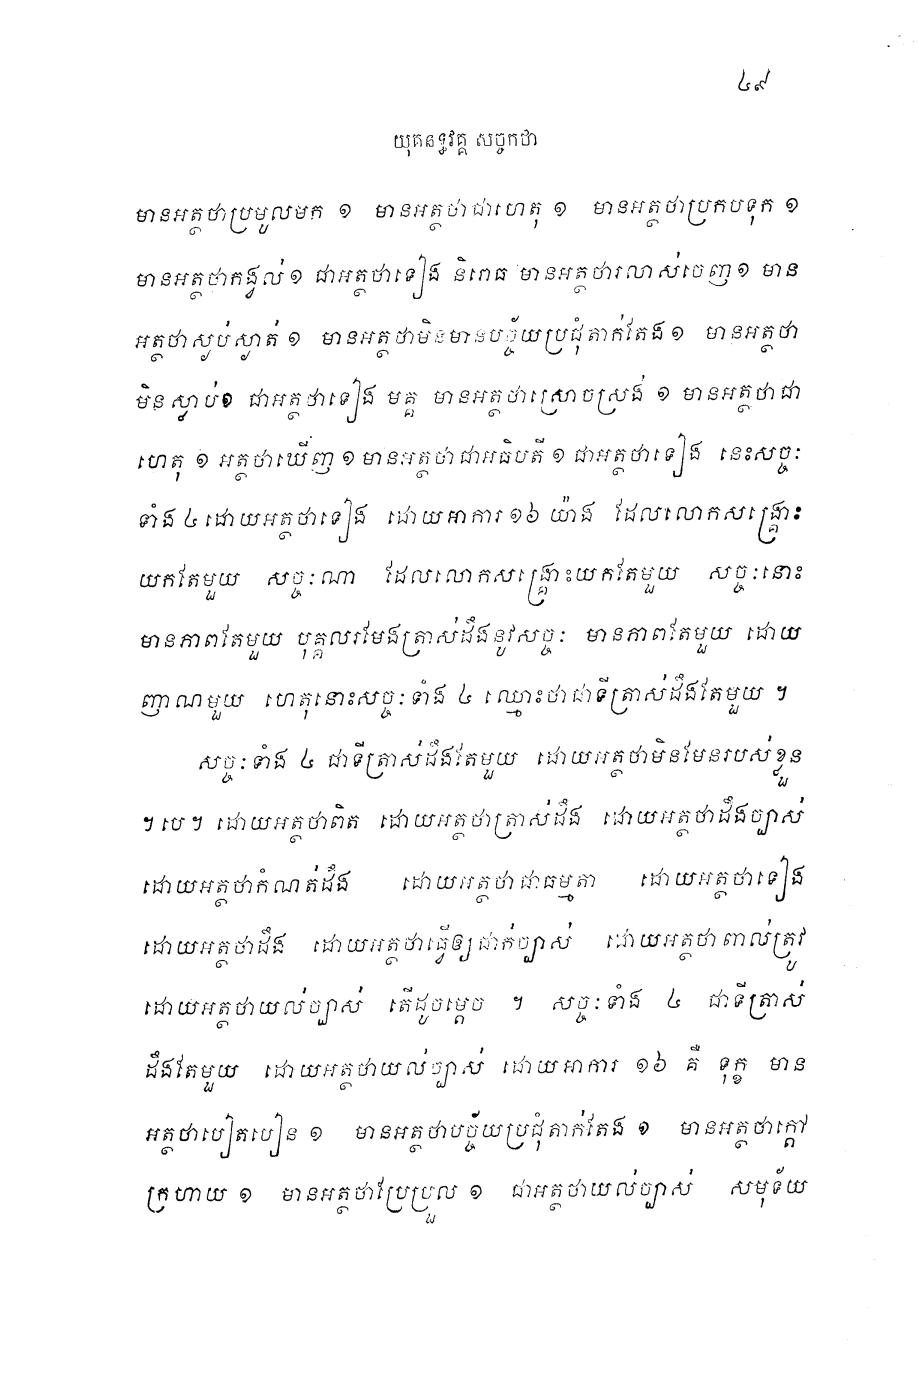 ៤៩
យុគនទ្ធវគ្គ សច្ចកថា
មានអត្ថថាប្រមូលមក ១ មានអត្ថថាជាហេតុ ១ មានអត្ថថាប្រកបទុក ១
មានអត្ថថាកង្វល់ ១ ជាអត្ថថាទៀង និរោធ មានអត្ថថារលាស់ចេញ ១ មាន
អត្ថថាស្ងប់ស្ងាត់ ១ មានអត្ថថាមិនមានបច្ច័យប្រជុំតាក់តែង ១ មានអត្ថថា
មិនស្លាប់ ១ ជាអត្ថថាទៀង មគ្គ មានអត្ថថាស្រោចស្រង់ ១ មានអត្ថថាជា
ហេតុ ១ អត្ថថាឃើញ ១ មានអត្ថថាជាអធិបតី ១ ជាអត្ថថាទៀង នេះសច្ចៈ
ទាំង ៤ ដោយអត្ថថាទៀង ដោយអាការ ១៦ យ៉ាង ដែលលោកសង្គ្រោះ
យកតែមួយ សច្ចៈណា ដែលលោកសង្គ្រោះយកតែមួយ សច្ចៈនោះ
មានភាពតែមួយ បុគ្គលរមែងត្រាស់ដឹងនូវសច្ចៈ មានភាពតែមួយ ដោយ
ញាណមួយ ហេតុនោះសច្ចៈទាំង ៤ ឈ្មោះថាជាទីត្រាស់ដឹងតែមួយ ។
សច្ចៈទាំង ៤ ជាទីត្រាស់ដឹងតែមួយ ដោយអត្ថថាមិនមែនរបស់ខ្លួន
។ បេ ។ ដោយអត្ថថាពិត ដោយអត្ថថាត្រាស់ដឹង ដោយអត្ថថាដឹងច្បាស់
ដោយអត្ថថាកំណត់ដឹង ដោយអត្ថថាជាធម្មតា ដោយអត្ថថាទៀង
ដោយអត្ថថាដឹង ដោយអត្ថថាធ្វើឲ្យជាក់ច្បាស់ ដោយអត្ថថាពាល់ត្រូវ
ដោយអត្ថថាយល់ច្បាស់ តើដូចម្តេច ។ សច្ចៈទាំង ៤ ជាទីត្រាស់
ដឹងតែមួយ ដោយអត្ថថាយល់ច្បាស់ ដោយអាការ ១៦ គឺ ទុក្ខ មាន
អត្ថថាបៀតបៀន ១ មានអត្ថថាបច្ច័យប្រជុំតាក់តែង ១ មានអត្ថថាក្តៅ
ក្រហាយ ១ មានអត្ថថាប្រែប្រួល ១ ជាអត្ថថាយល់ច្បាស់ សមុទ័យ